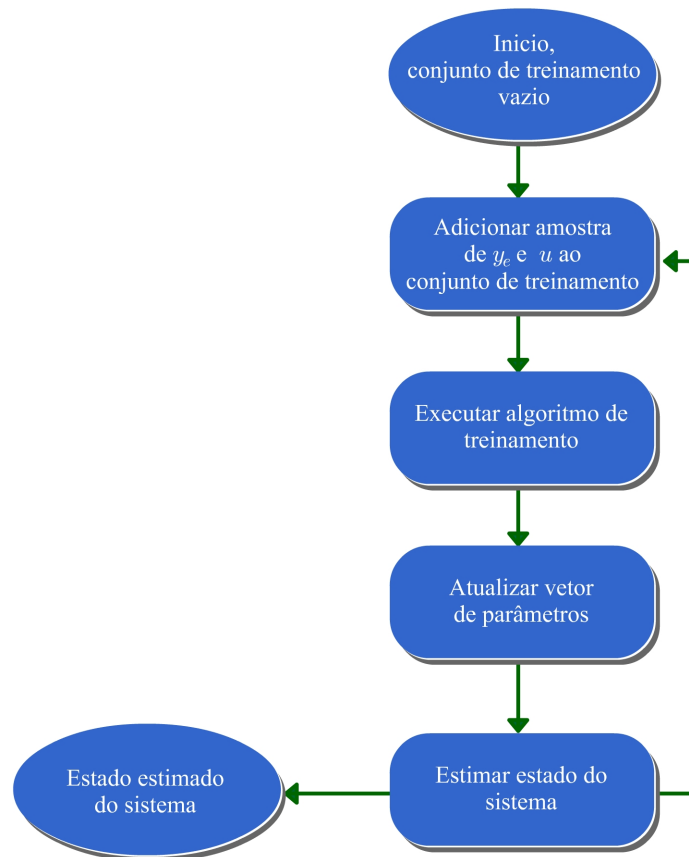 Inicio,
conjunto de treinamento
vazio
Adicionar amostra
de yₑ e u ao
conjunto de treinamento
Executar algoritmo de
treinamento
Atualizar vetor
de parâmetros
Estimar estado do
sistema
Estado estimado
do sistema